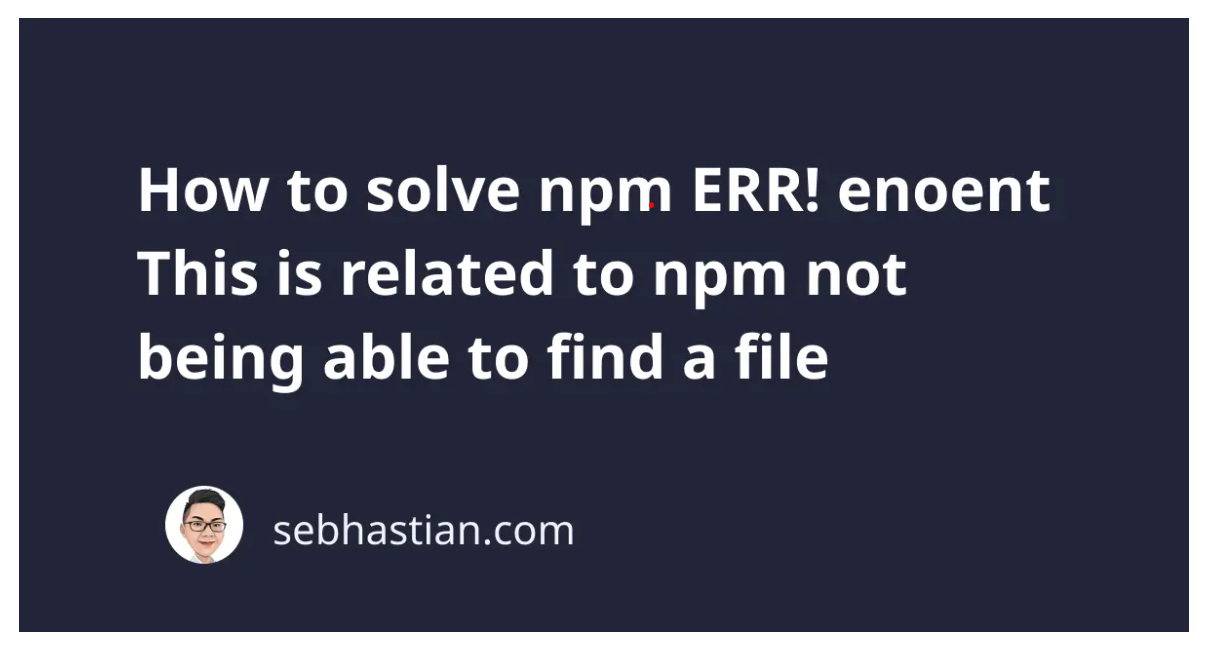 How to solve npm ERR! enoent
This is related to npm not
being able to find a file
sebhastian.com